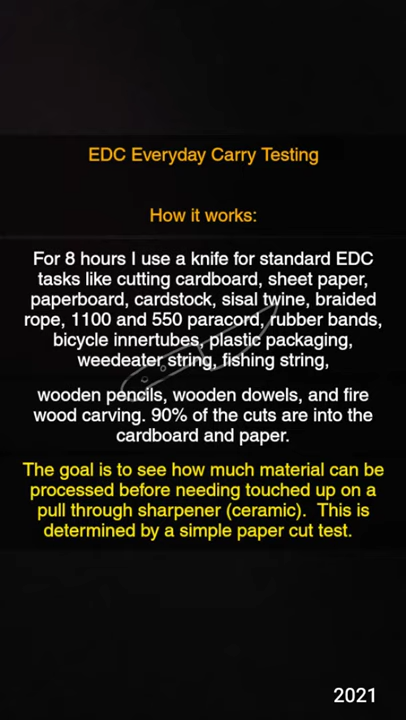 EDC Everyday Carry Testing
How it works:
For 8 hours I use a knife for standard EDC
tasks like cutting cardboard, sheet paper,
paperboard, cardstock, sisal twine, braided
rope, 1100 and 550 paracord, rubber bands,
bicycle innertubes, plastic packaging,
weedeater string, fishing string,
wooden pencils, wooden dowels, and fire
wood carving. 90% of the cuts are into the
cardboard and paper.
The goal is to see how much material can be
processed before needing touched up on a
pull through sharpener (ceramic). This is
determined by a simple paper cut test.
2021